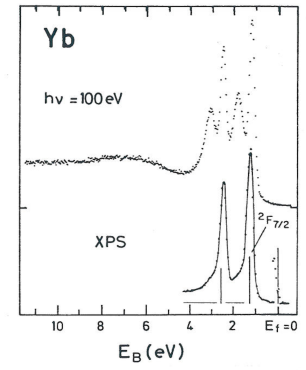 Yb
hν = 100 eV
XPS
²F₇/₂
10 8 6 4 2 E_f = 0
E_B (eV)